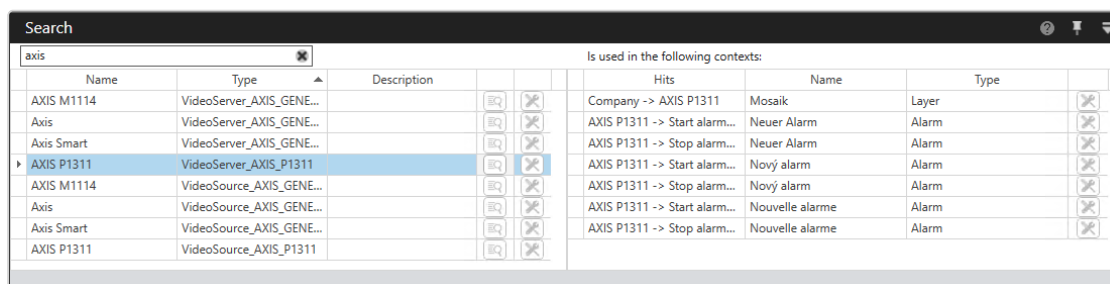 Search
axis
Is used in the following contexts:
Name Type Description
Hits Name Type
AXIS M1114 VideoServer_AXIS_GENE...
Company -> AXIS P1311 Mosaik Layer
Axis VideoServer_AXIS_GENE...
AXIS P1311 -> Start alarm... Neuer Alarm Alarm
Axis Smart VideoServer_AXIS_GENE...
AXIS P1311 -> Stop alarm... Neuer Alarm Alarm
AXIS P1311 VideoServer_AXIS_P1311
AXIS P1311 -> Start alarm... Nový alarm Alarm
AXIS M1114 VideoSource_AXIS_GENE...
AXIS P1311 -> Stop alarm... Nový alarm Alarm
Axis VideoSource_AXIS_GENE...
AXIS P1311 -> Start alarm... Nouvelle alarme Alarm
Axis Smart VideoSource_AXIS_GENE...
AXIS P1311 -> Stop alarm... Nouvelle alarme Alarm
AXIS P1311 VideoSource_AXIS_P1311